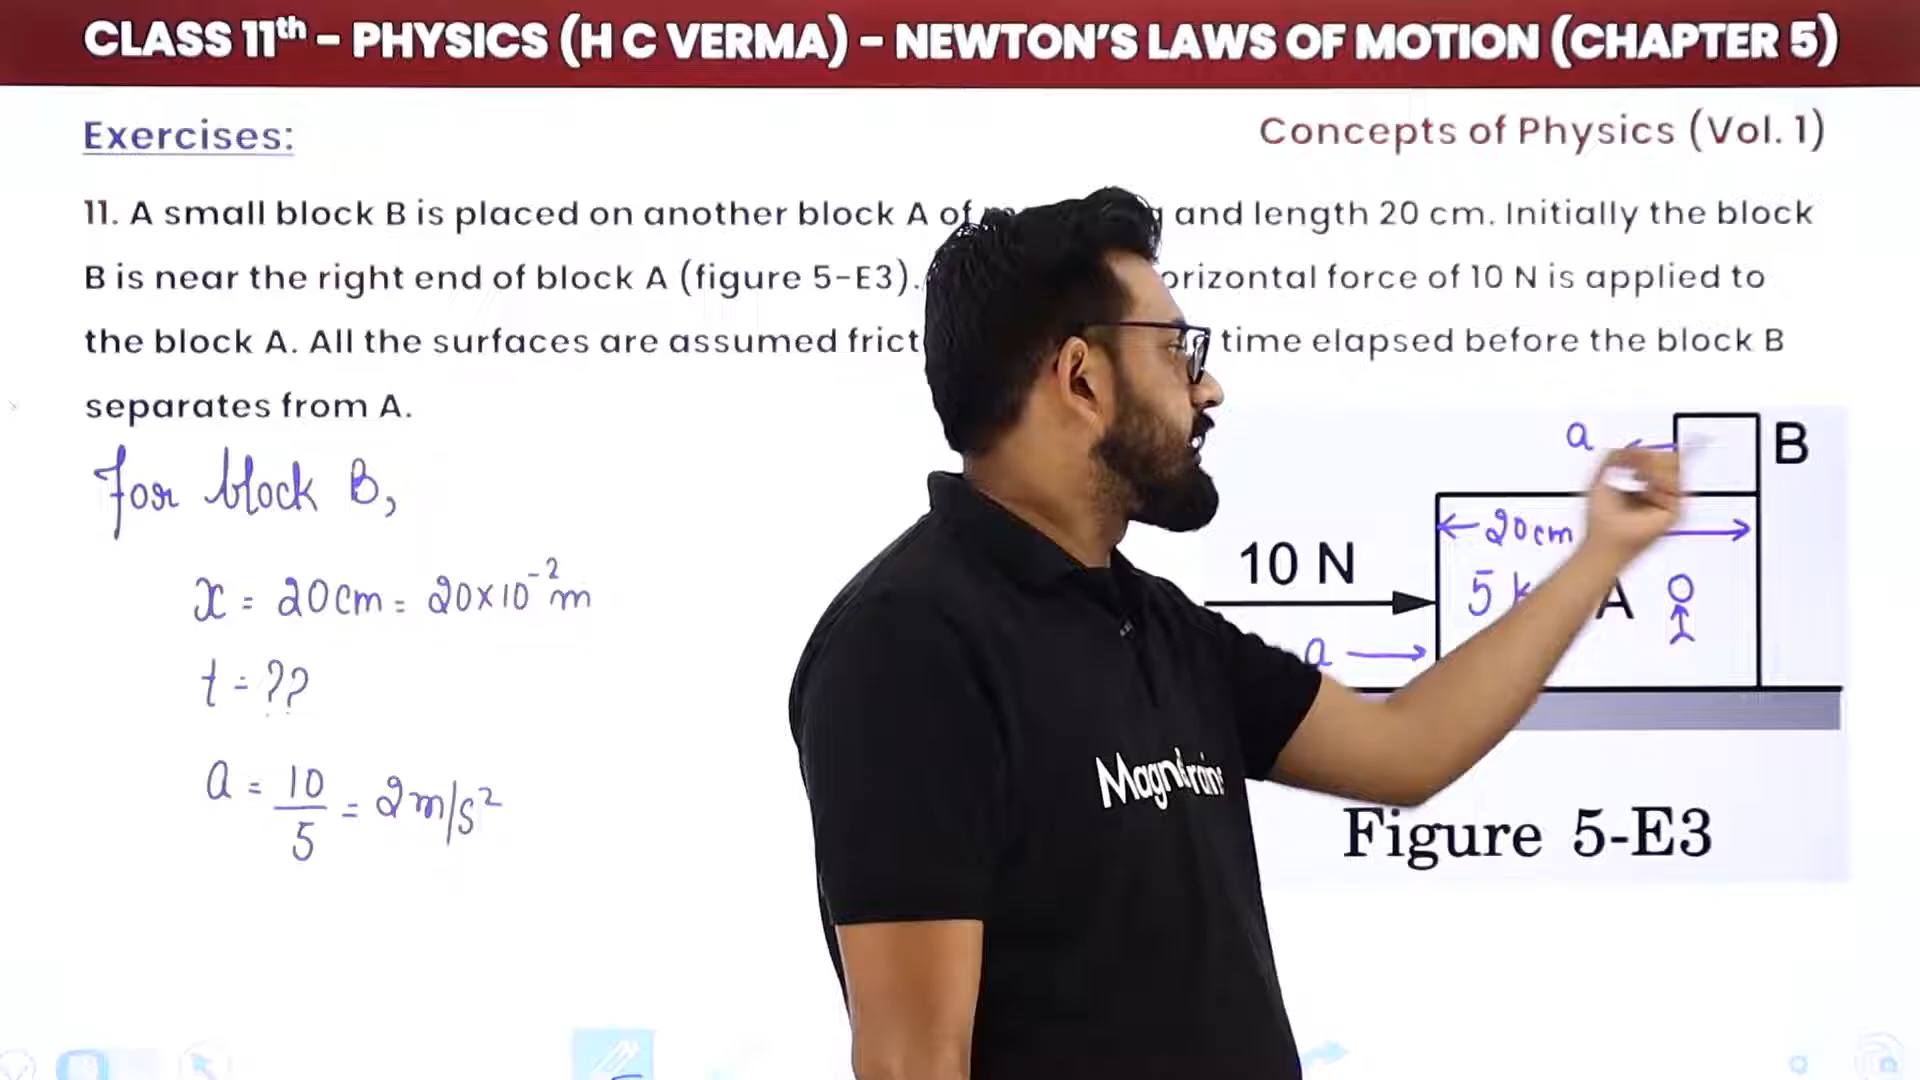 CLASS 11th - PHYSICS (H C VERMA) - NEWTON'S LAWS OF MOTION (CHAPTER 5)
Exercises:
Concepts of Physics (Vol. 1)
11. A small block B is placed on another block A of and length 20 cm. Initially the block
B is near the right end of block A (figure 5-E3). horizontal force of 10 N is applied to
the block A. All the surfaces are assumed time elapsed before the block B
separates from A.
for block B,
x = 20cm = 20×10⁻² m
t = ??
a = 10/5 = 2m/s²
a
B
20cm
10 N
5 A
a
Figure 5-E3